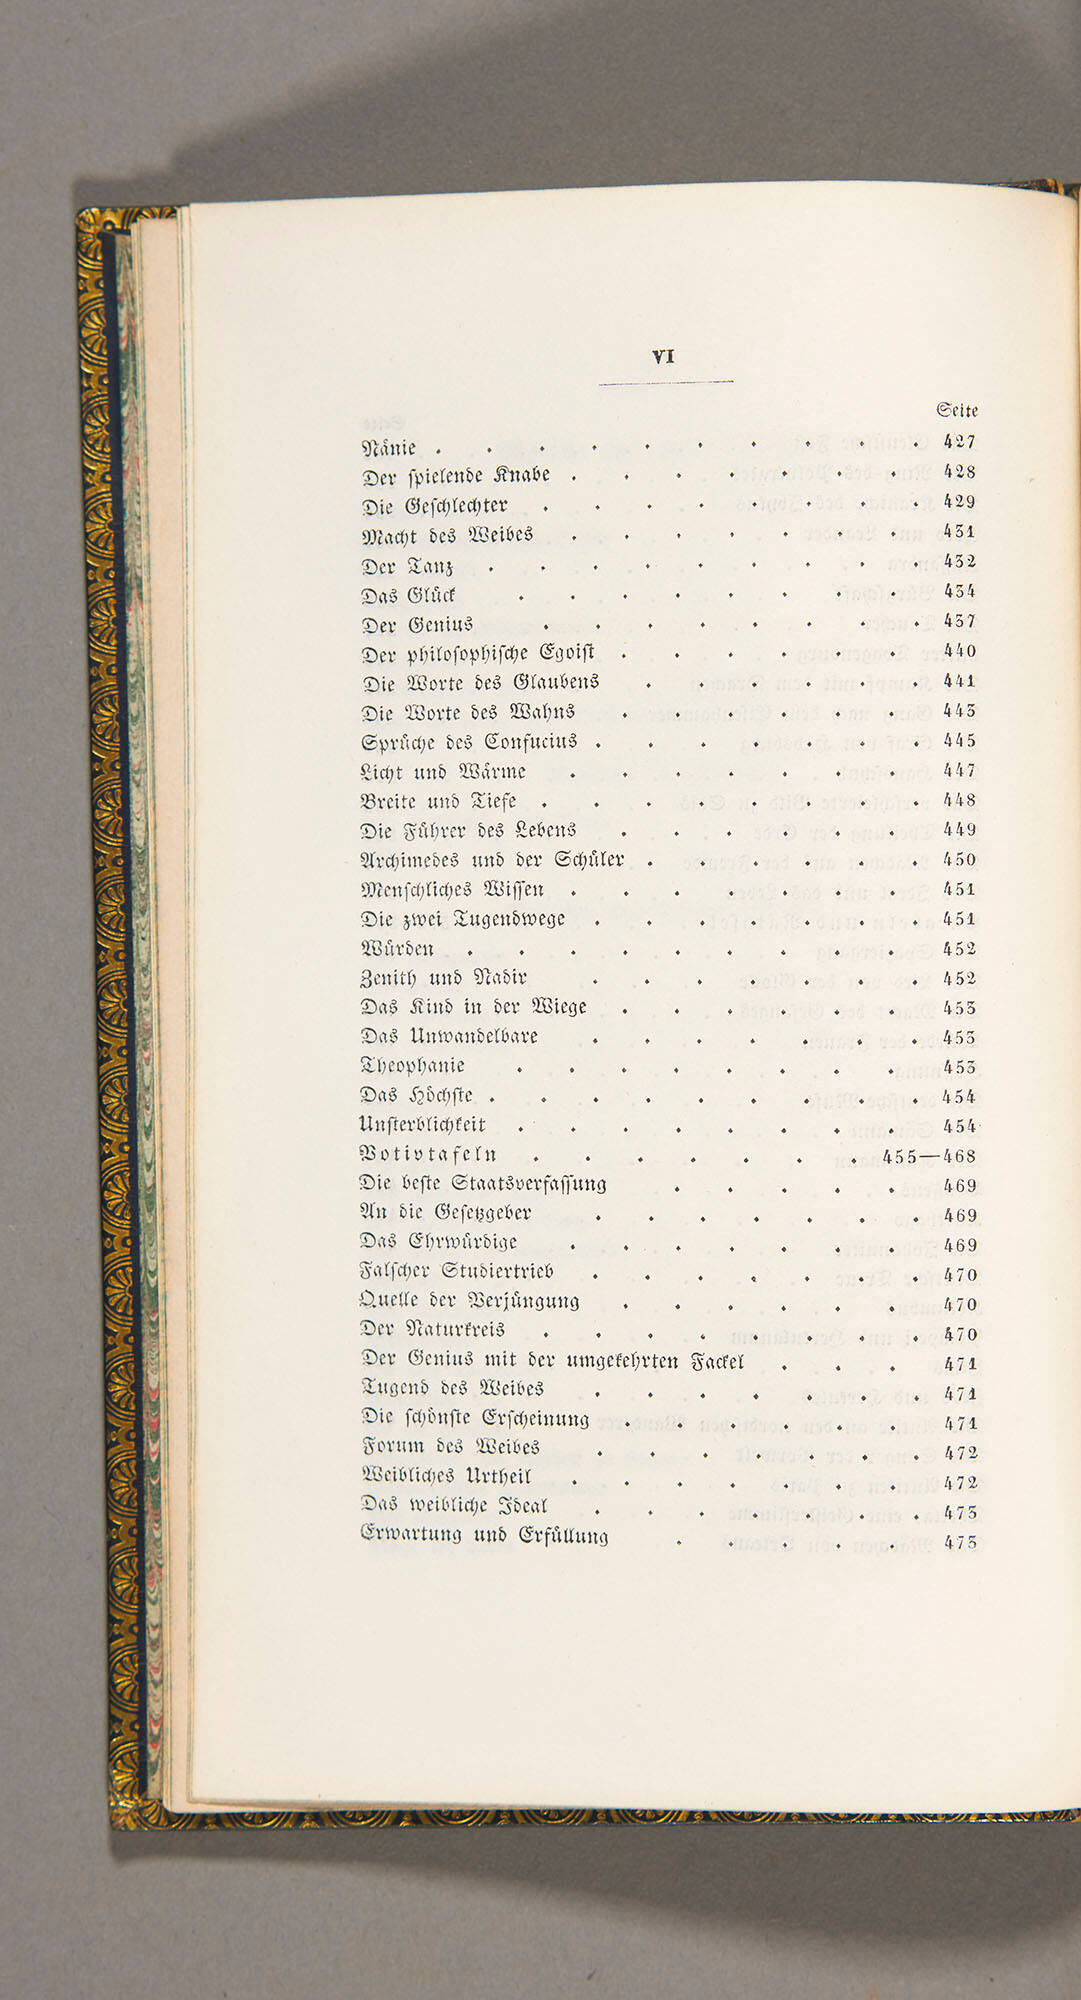 VI
Seite
Nänie . . . . . . . . . . 427
Der spielende Knabe . . . . . . . 428
Die Geschlechter . . . . . . . . 429
Macht des Weibes . . . . . . . 431
Der Tanz . . . . . . . . . 432
Das Glück . . . . . . . . 434
Der Genius . . . . . . . . 437
Der philosophische Egoist . . . . . . 440
Die Worte des Glaubens . . . . . . 441
Die Worte des Wahns . . . . . . 443
Sprüche des Confucius . . . . . . . 445
Licht und Wärme . . . . . . . 447
Breite und Tiefe . . . . . . . . 448
Die Führer des Lebens . . . . . . 449
Archimedes und der Schüler . . . . . . 450
Menschliches Wissen . . . . . . . 451
Die zwei Tugendwege . . . . . . . 451
Würden . . . . . . . . . 452
Zenith und Nadir . . . . . . . 452
Das Kind in der Wiege . . . . . . 453
Das Unwandelbare . . . . . . . 453
Theophanie . . . . . . . . 453
Das Höchste . . . . . . . . . 454
Unsterblichkeit . . . . . . . . 454
Votivtafeln . . . . . . . 455—468
Die beste Staatsverfassung . . . . . 469
An die Gesetzgeber . . . . . . . 469
Das Ehrwürdige . . . . . . . 469
Falscher Studiertrieb . . . . . . . 470
Quelle der Verjüngung . . . . . . 470
Der Naturkreis . . . . . . . . 470
Der Genius mit der umgekehrten Fackel . . . 471
Tugend des Weibes . . . . . . . 471
Die schönste Erscheinung . . . . . . 471
Forum des Weibes . . . . . . . 472
Weibliches Urtheil . . . . . . . 472
Das weibliche Ideal . . . . . . . 473
Erwartung und Erfüllung . . . . . 473